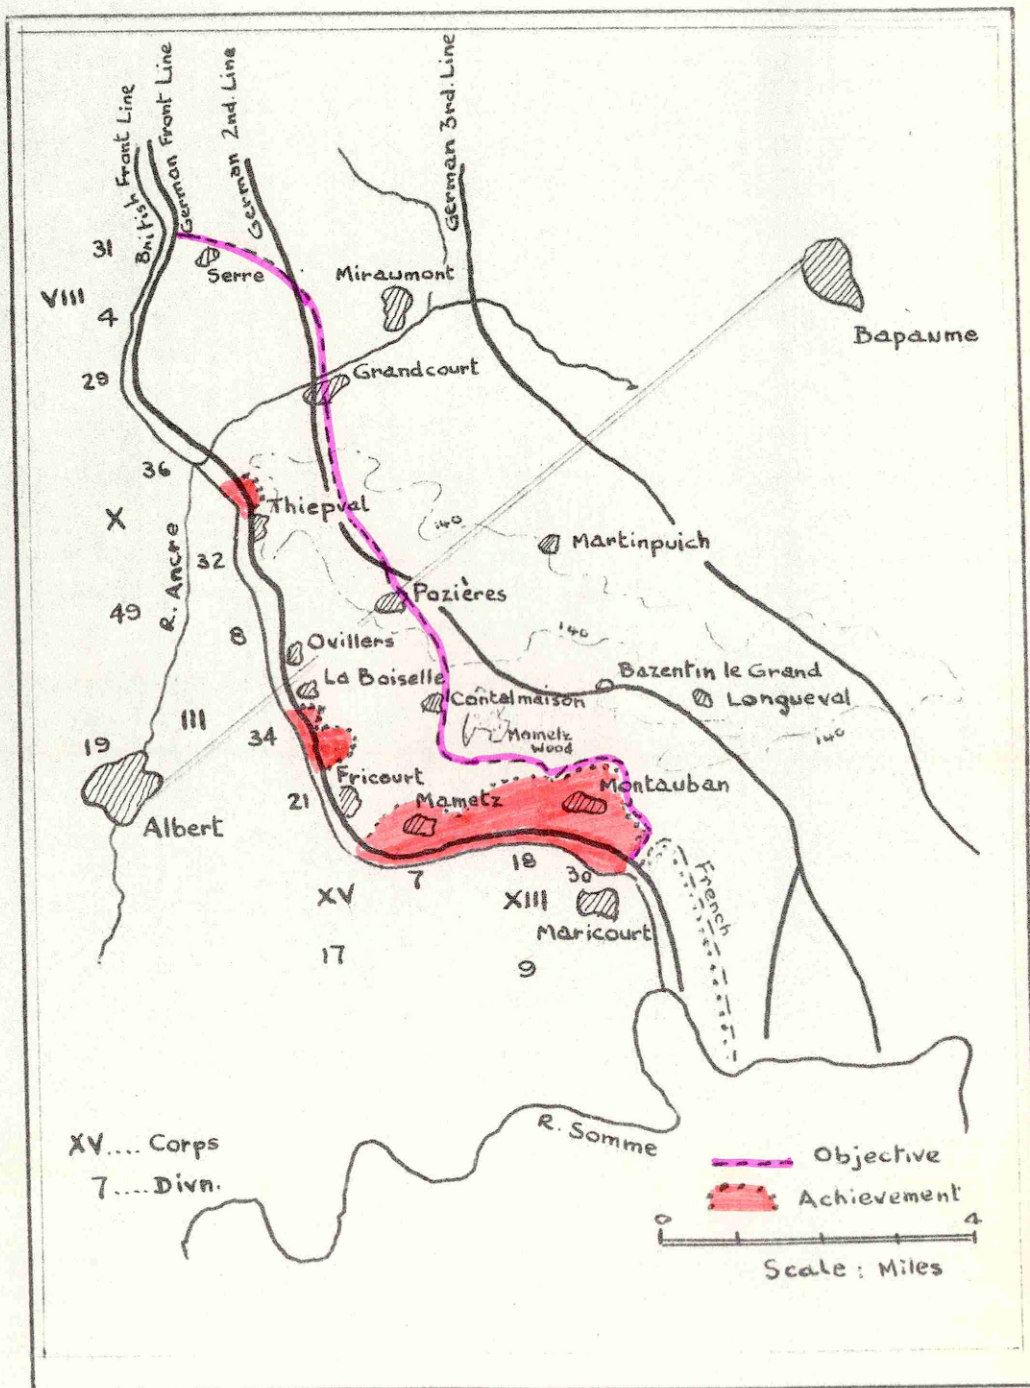 British Front Line
German Front Line
German 2nd. Line
German 3rd. Line
31
Serre
VIII
4
Miraumont
Bapaume
29
Grandcourt
36
Thiepval
X
140
32
Martinpuich
R. Ancre
49
Pozières
8
140
Ovillers
La Boiselle
Bazentin le Grand
Contalmaison
Longueval
III
34
Mametz
Wood
140
19
Fricourt
Albert
21
Mametz
Montauban
7
18
30
French
XV
XIII
Maricourt
17
9
R. Somme
XV.... Corps
7.... Divn.
Objective
Achievement
0 4
Scale : Miles